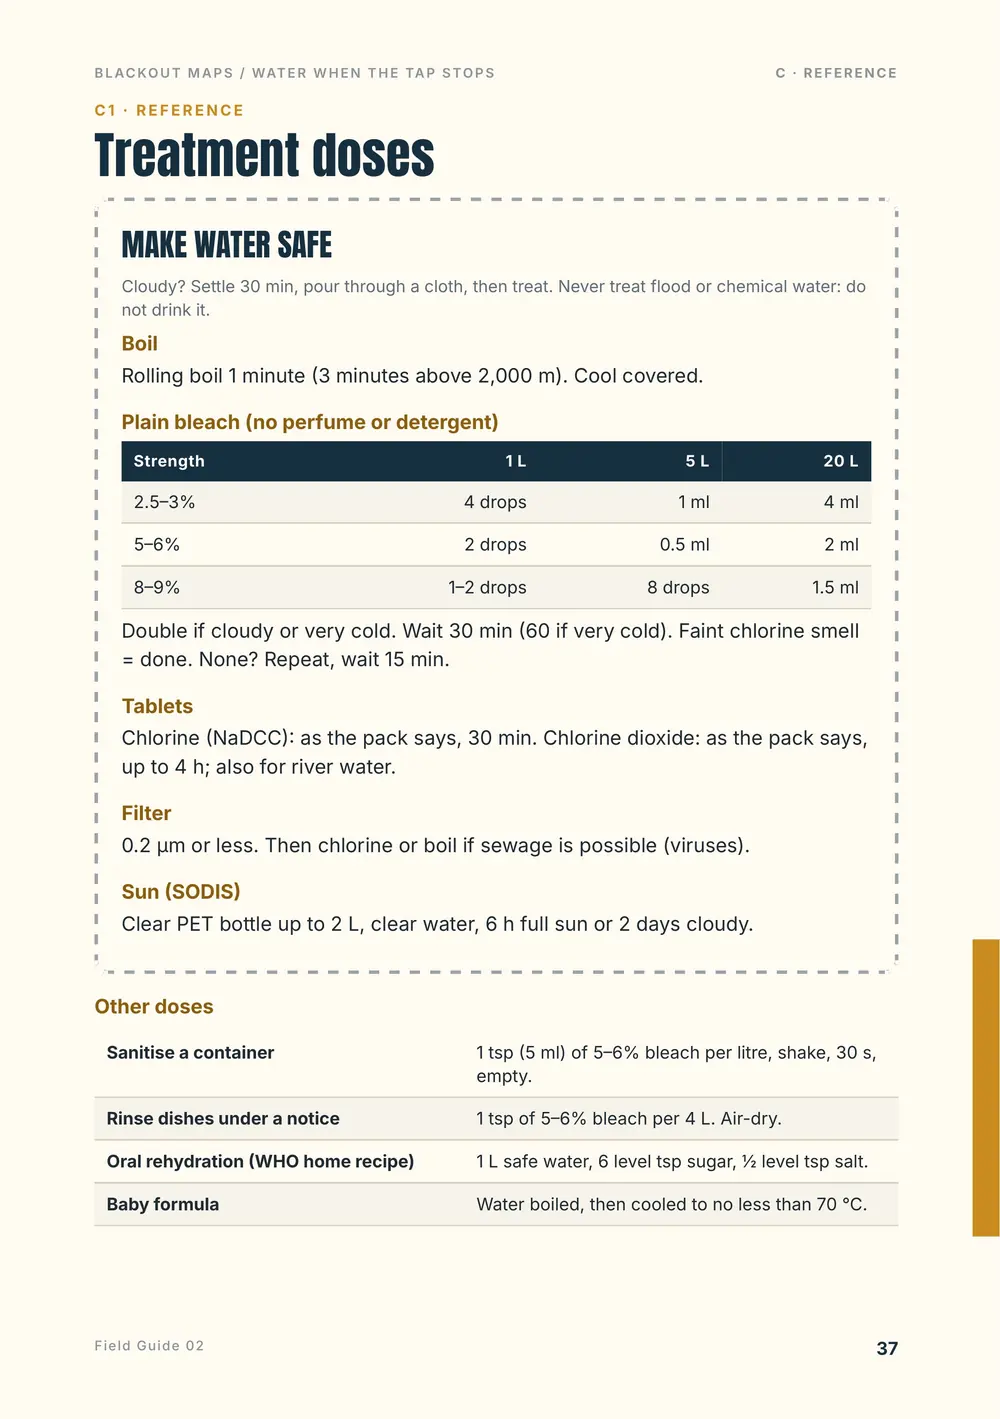 BLACKOUT MAPS / WATER WHEN THE TAP STOPS
C · REFERENCE
C1 · REFERENCE
Treatment doses
MAKE WATER SAFE
Cloudy? Settle 30 min, pour through a cloth, then treat. Never treat flood or chemical water: do
not drink it.
Boil
Rolling boil 1 minute (3 minutes above 2,000 m). Cool covered.
Plain bleach (no perfume or detergent)
Strength 1 L 5 L 20 L
2.5–3% 4 drops 1 ml 4 ml
5–6% 2 drops 0.5 ml 2 ml
8–9% 1–2 drops 8 drops 1.5 ml
Double if cloudy or very cold. Wait 30 min (60 if very cold). Faint chlorine smell
= done. None? Repeat, wait 15 min.
Tablets
Chlorine (NaDCC): as the pack says, 30 min. Chlorine dioxide: as the pack says,
up to 4 h; also for river water.
Filter
0.2 µm or less. Then chlorine or boil if sewage is possible (viruses).
Sun (SODIS)
Clear PET bottle up to 2 L, clear water, 6 h full sun or 2 days cloudy.
Other doses
Sanitise a container 1 tsp (5 ml) of 5–6% bleach per litre, shake, 30 s,
empty.
Rinse dishes under a notice 1 tsp of 5–6% bleach per 4 L. Air-dry.
Oral rehydration (WHO home recipe) 1 L safe water, 6 level tsp sugar, ½ level tsp salt.
Baby formula Water boiled, then cooled to no less than 70 °C.
Field Guide 02
37